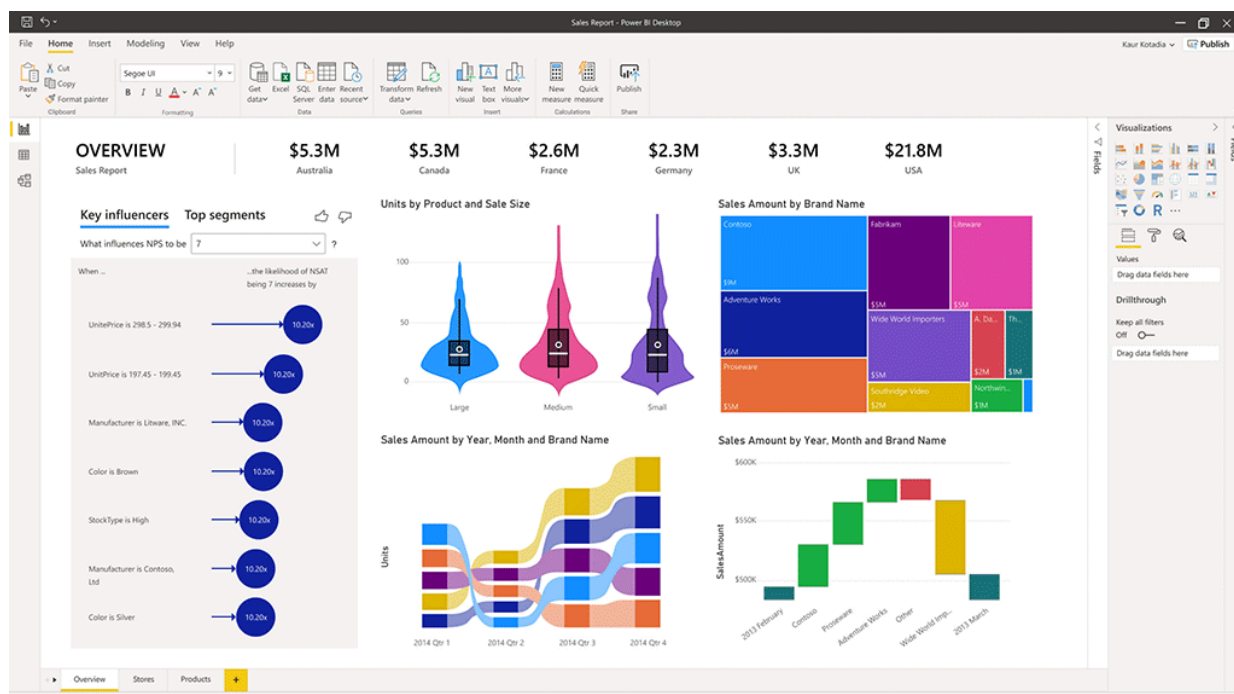 Sales Report - Power BI Desktop
File Home Insert Modeling View Help
Kaur Kotadia
Publish
Paste
Cut
Copy
Format painter
Clipboard
Segoe UI 9
B I U A A A
Formatting
Get data
Excel
SQL Server
Enter data
Recent source
Data
Transform data
Refresh
Queries
New visual
Text box
More visuals
Insert
New measure
Quick measure
Calculations
Publish
Share
OVERVIEW
Sales Report
$5.3M
Australia
$5.3M
Canada
$2.6M
France
$2.3M
Germany
$3.3M
UK
$21.8M
USA
Key influencers Top segments
What influences NPS to be 7 ?
When ...
...the likelihood of NSAT
being 7 increases by
UnitePrice is 298.5 - 299.94 10.20x
UnitPrice is 197.45 - 199.45 10.20x
Manufacturer is Litware, INC. 10.20x
Color is Brown 10.20x
StockType is High 10.20x
Manufacturer is Contoso,
Ltd
10.20x
Color is Silver 10.20x
Units by Product and Sale Size
100
50
0
Large Medium Small
Sales Amount by Brand Name
Contoso
$9M
Adventure Works
$6M
Proseware
$5M
Fabrikam
$5M
Liteware
$5M
Wide World Importers
$5M
A. Da...
$2M
Th...
$1M
Southridge Video
$2M
Northwin...
$1M
Sales Amount by Year, Month and Brand Name
Units
2014 Qtr 1 2014 Qtr 2 2014 Qtr 3 2014 Qtr 4
Sales Amount by Year, Month and Brand Name
SalesAmount
$600K
$550K
$500K
2013 February
Contoso
Proseware
Adventure Works
Other
Wide World Imp...
2013 March
Fields
Visualizations
R ...
Values
Drag data fields here
Drillthrough
Keep all filters
Off
Drag data fields here
Overview Stores Products +